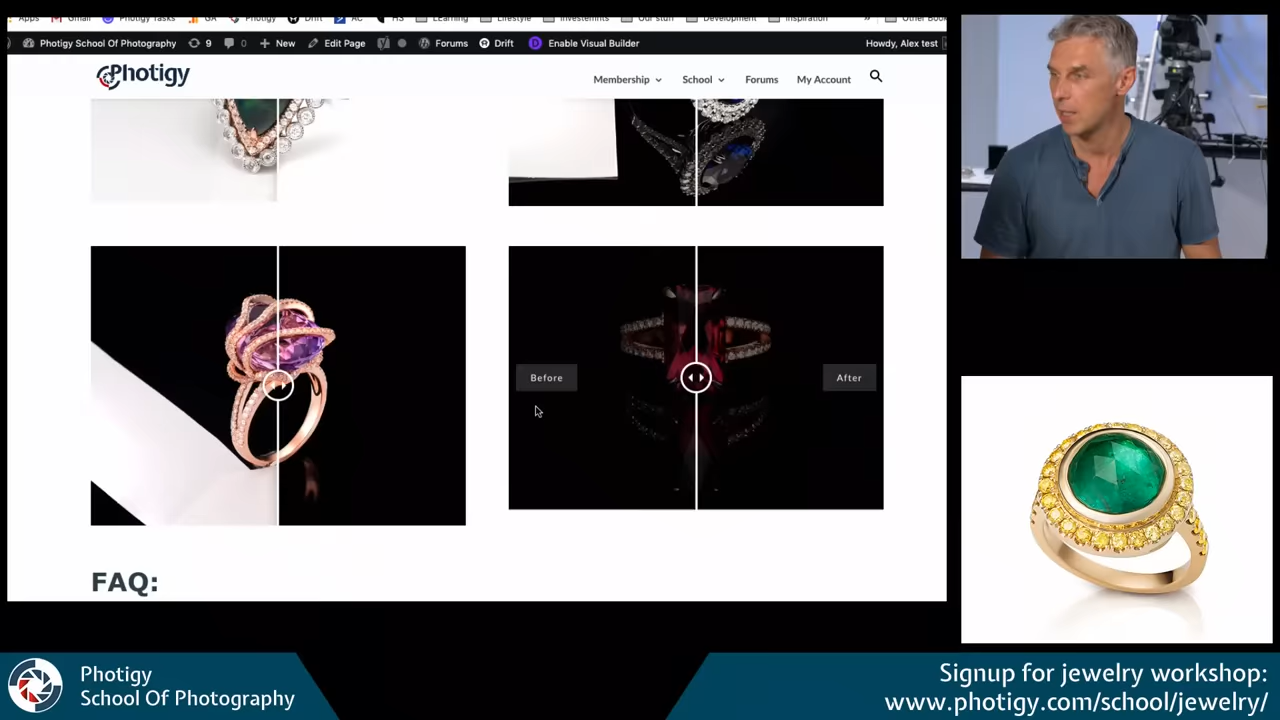 Apps
Gmail
Photigy Tasks
GA
Photigy
Drift
AC
HS
LEarning
Lifestyle
Investemnts
Our stuff
Development
Inspiration
»
Other Book
Photigy School Of Photography
9
0
New
Edit Page
Forums
Drift
Enable Visual Builder
Howdy, Alex test
Photigy
Membership
School
Forums
My Account
Before
After
FAQ:
Photigy
School Of Photography
Signup for jewelry workshop:
www.photigy.com/school/jewelry/